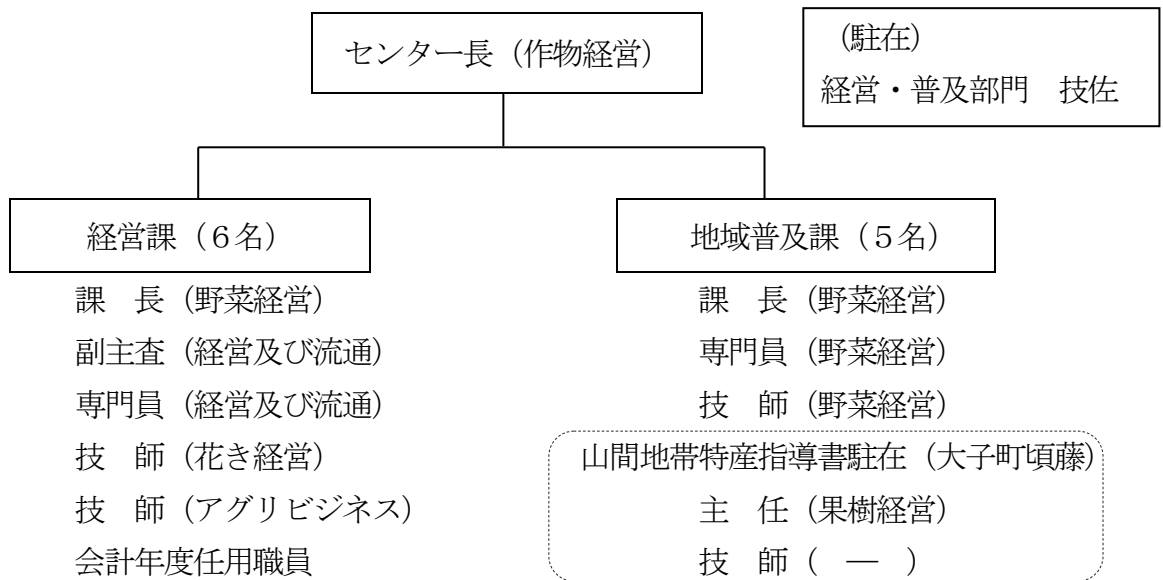 センター長（作物経営）
（駐在）
経営・普及部門　技佐
経営課（６名）
課　長（野菜経営）
副主査（経営及び流通）
専門員（経営及び流通）
技　師（花き経営）
技　師（アグリビジネス）
会計年度任用職員
地域普及課（５名）
課　長（野菜経営）
専門員（野菜経営）
技　師（野菜経営）
山間地帯特産指導書駐在（大子町頃藤）
主　任（果樹経営）
技　師（　―　）